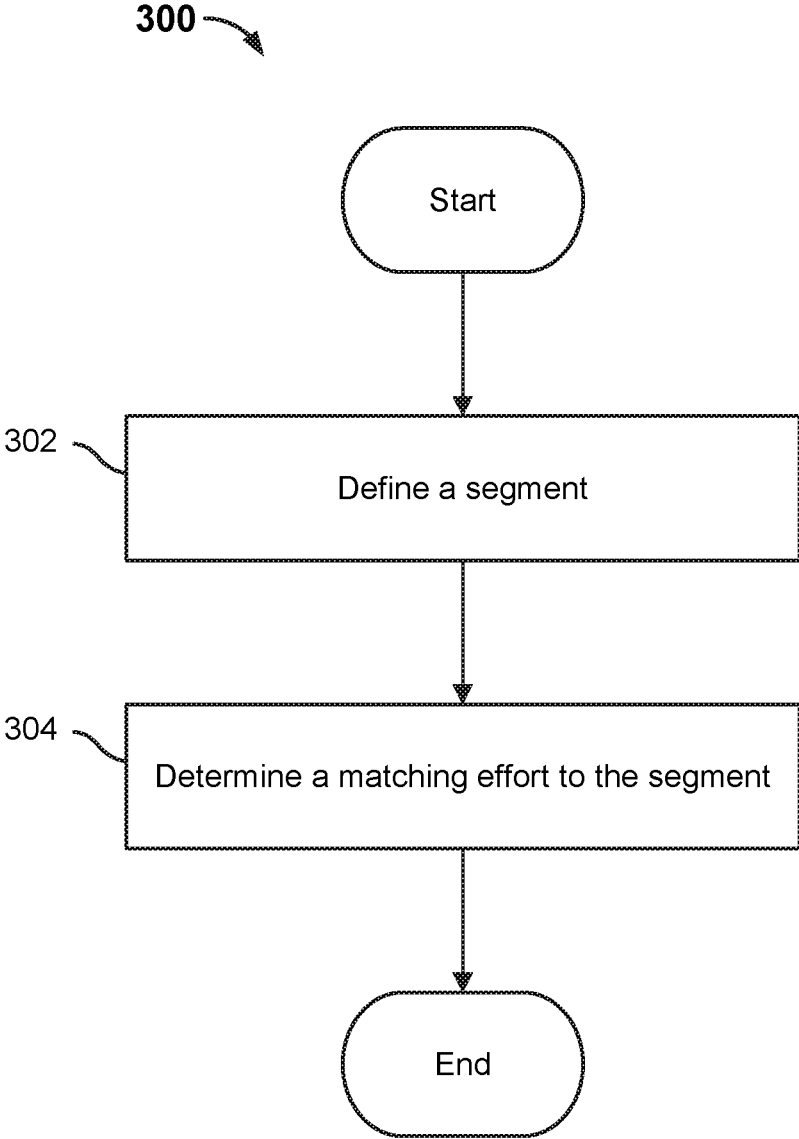 300
Start
302
Define a segment
304
Determine a matching effort to the segment
End